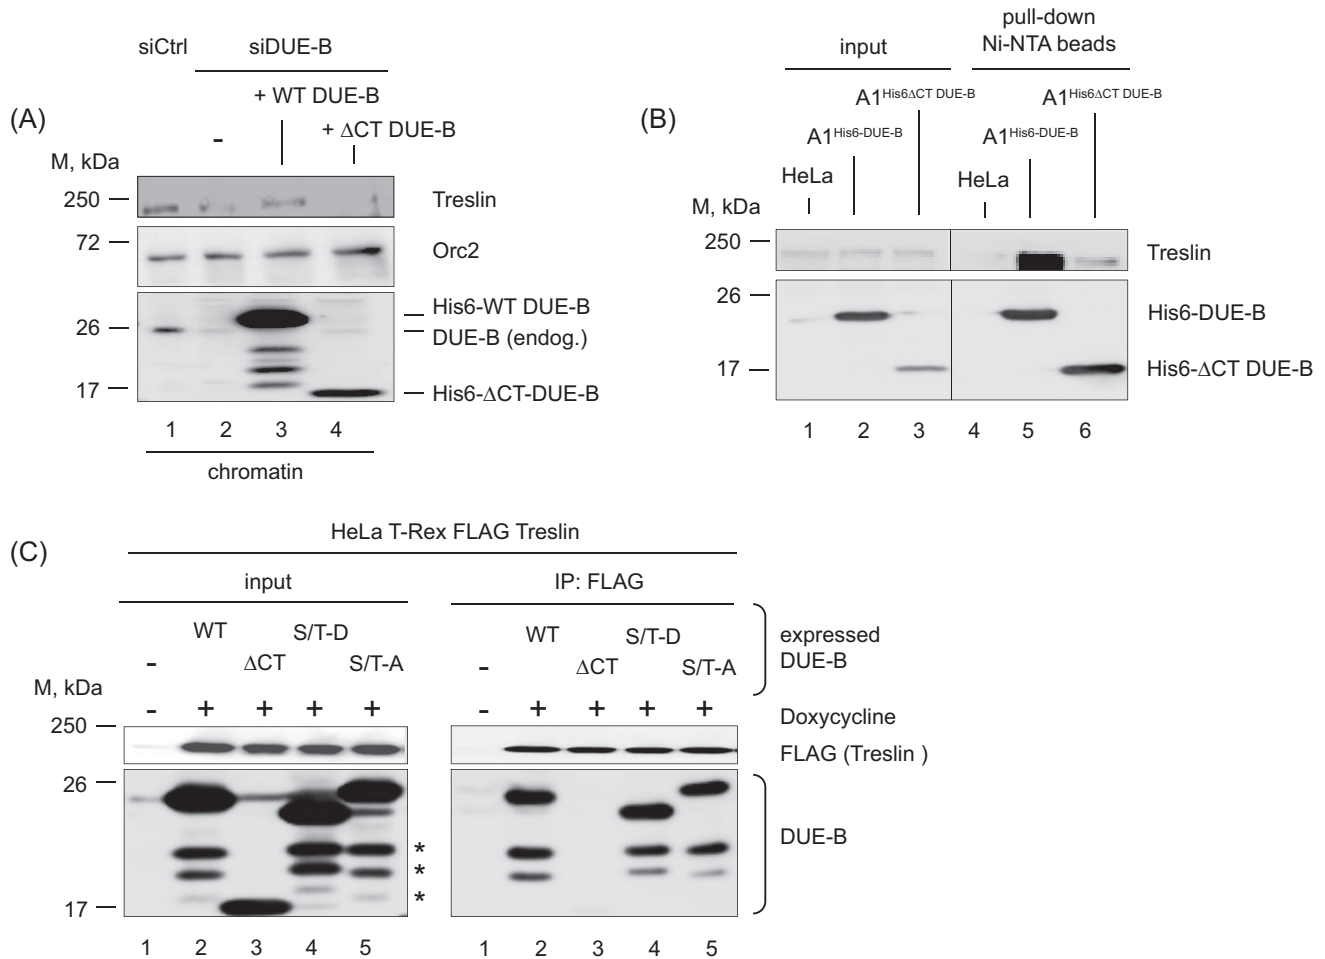 (A)
siCtrl
siDUE-B
+ WT DUE-B
-
+ ΔCT DUE-B
M, kDa
250
Treslin
72
Orc2
His6-WT DUE-B
26
DUE-B (endog.)
17
His6-ΔCT-DUE-B
1 2 3 4
chromatin
(B)
input
pull-down
Ni-NTA beads
A1His6ΔCT DUE-B
A1His6ΔCT DUE-B
A1His6-DUE-B
A1His6-DUE-B
HeLa
HeLa
M, kDa
250
Treslin
26
His6-DUE-B
17
His6-ΔCT DUE-B
1 2 3 4 5 6
(C)
HeLa T-Rex FLAG Treslin
input
IP: FLAG
WT S/T-D
WT S/T-D
expressed
DUE-B
- ΔCT S/T-A
- ΔCT S/T-A
M, kDa
- + + + +
- + + + +
Doxycycline
250
FLAG (Treslin )
26
DUE-B
*
*
*
17
1 2 3 4 5
1 2 3 4 5